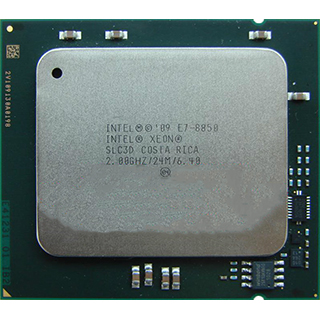 INTEL Ⓜ © '09 E7-8850
INTEL® XEON®
SLC3D COSTA RICA
2.00GHZ/24M/6.40